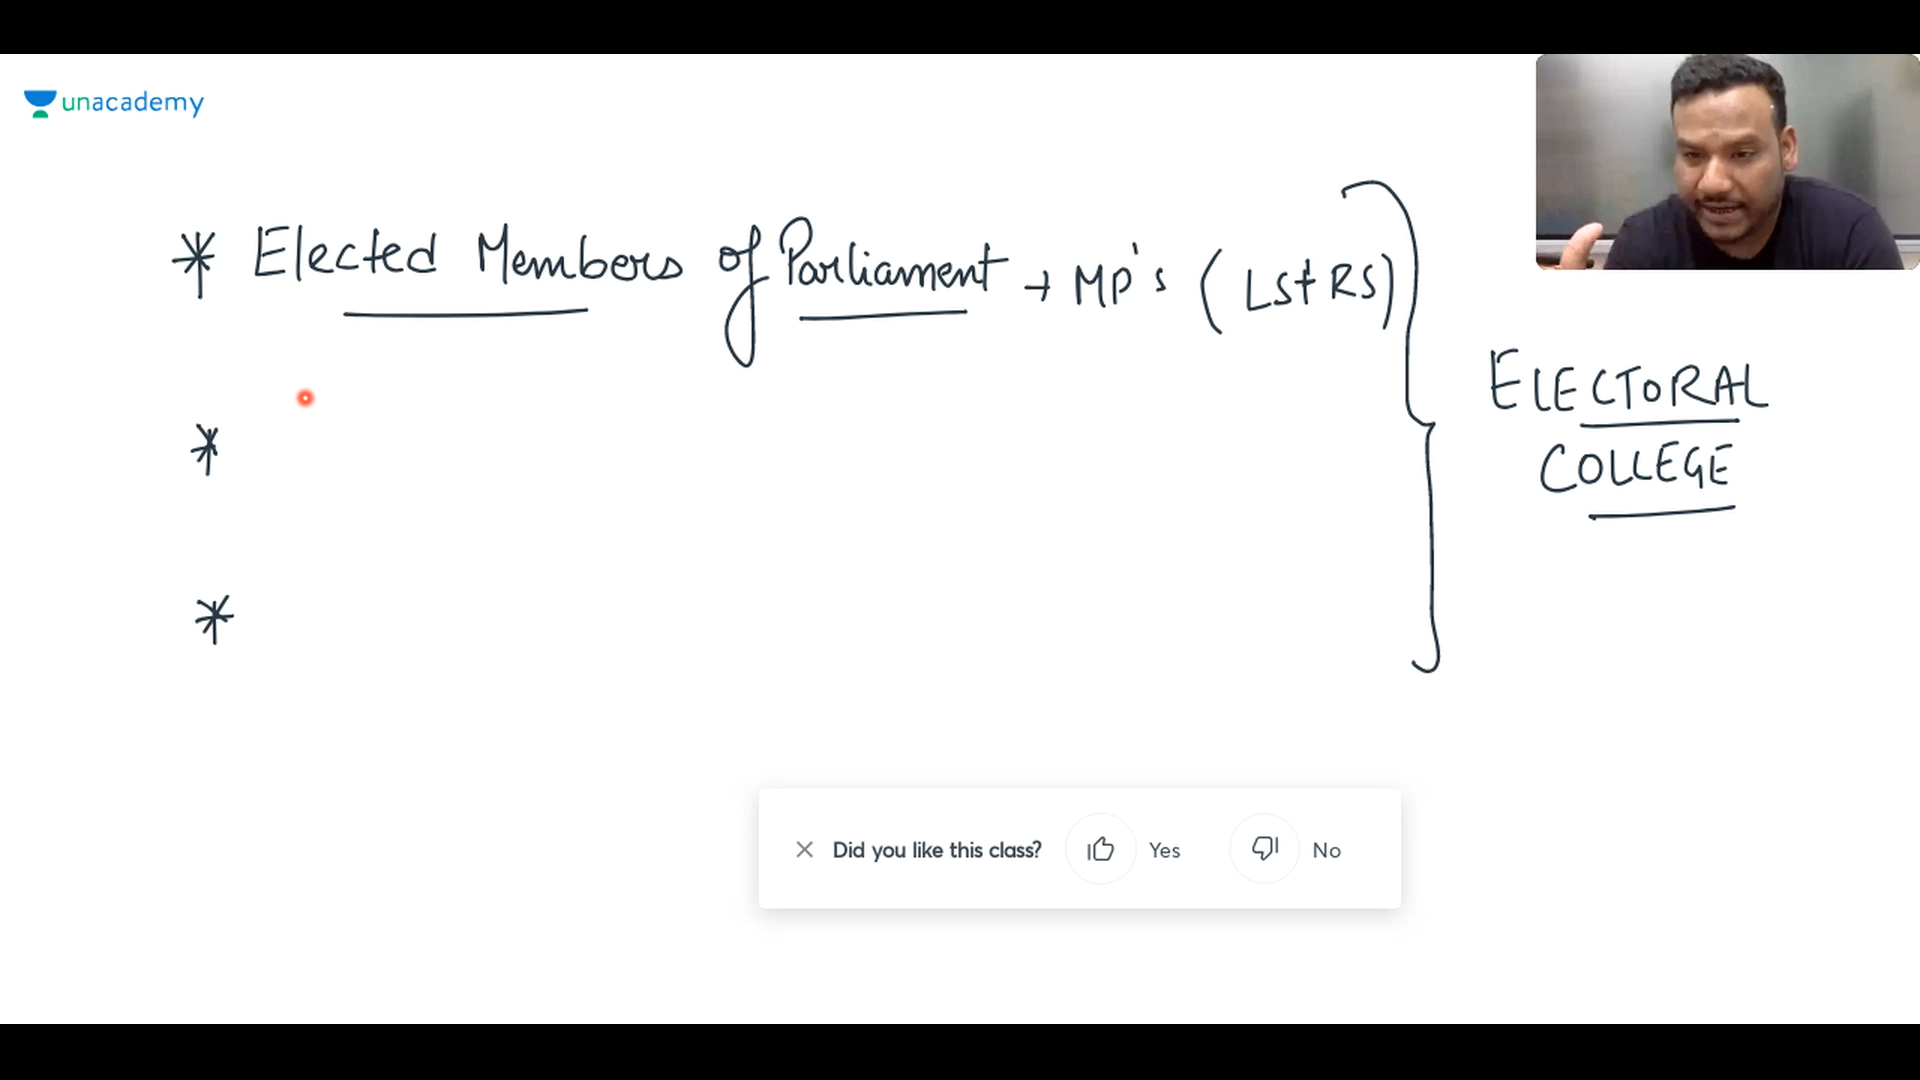 unacademy
* Elected Members of Parliament → MP's (LS+RS)
*
*
ELECTORAL
COLLEGE
Did you like this class? Yes No